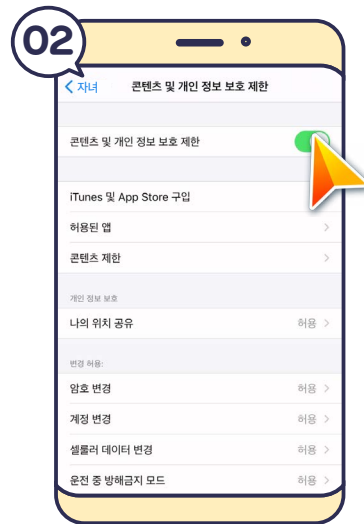 02
자녀 콘텐츠 및 개인 정보 보호 제한
콘텐츠 및 개인 정보 보호 제한
iTunes 및 App Store 구입
허용된 앱
콘텐츠 제한
개인 정보 보호
나의 위치 공유 허용
변경 허용:
암호 변경 허용
계정 변경 허용
셀룰러 데이터 변경 허용
운전 중 방해금지 모드 허용